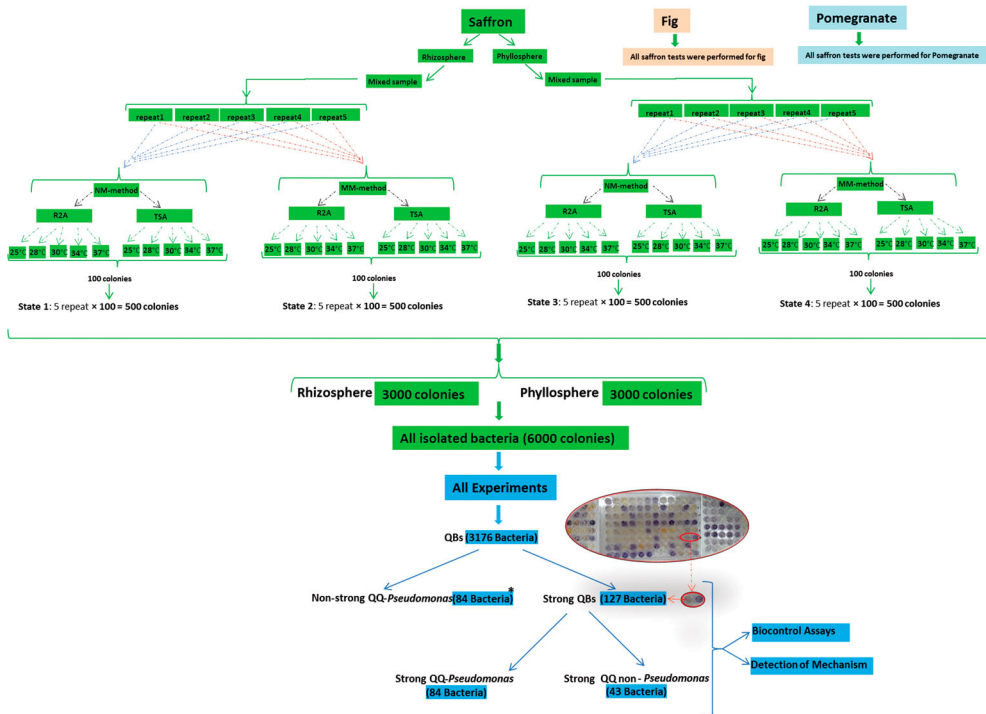 Saffron
Fig
Pomegranate
Rhizosphere
Phyllosphere
All saffron tests were performed for fig
All saffron tests were performed for Pomegranate
Mixed sample
Mixed sample
repeat1 repeat2 repeat3 repeat4 repeat5
repeat1 repeat2 repeat3 repeat4 repeat5
NM-method
MM-method
NM-method
MM-method
R2A TSA
R2A TSA
R2A TSA
R2A TSA
25°C 28°C 30°C 34°C 37°C 25°C 28°C 30°C 34°C 37°C
25°C 28°C 30°C 34°C 37°C 25°C 28°C 30°C 34°C 37°C
25°C 28°C 30°C 34°C 37°C 25°C 28°C 30°C 34°C 37°C
25°C 28°C 30°C 34°C 37°C 25°C 28°C 30°C 34°C 37°C
100 colonies
100 colonies
100 colonies
100 colonies
State 1: 5 repeat × 100 = 500 colonies
State 2: 5 repeat × 100 = 500 colonies
State 3: 5 repeat × 100 = 500 colonies
State 4: 5 repeat × 100 = 500 colonies
Rhizosphere 3000 colonies
Phyllosphere 3000 colonies
All isolated bacteria (6000 colonies)
All Experiments
QBs (3176 Bacteria)
Non-strong QQ-Pseudomonas (84 Bacteria)*
Strong QBs (127 Bacteria)
Biocontrol Assays
Detection of Mechanism
Strong QQ-Pseudomonas
(84 Bacteria)
Strong QQ non - Pseudomonas
(43 Bacteria)